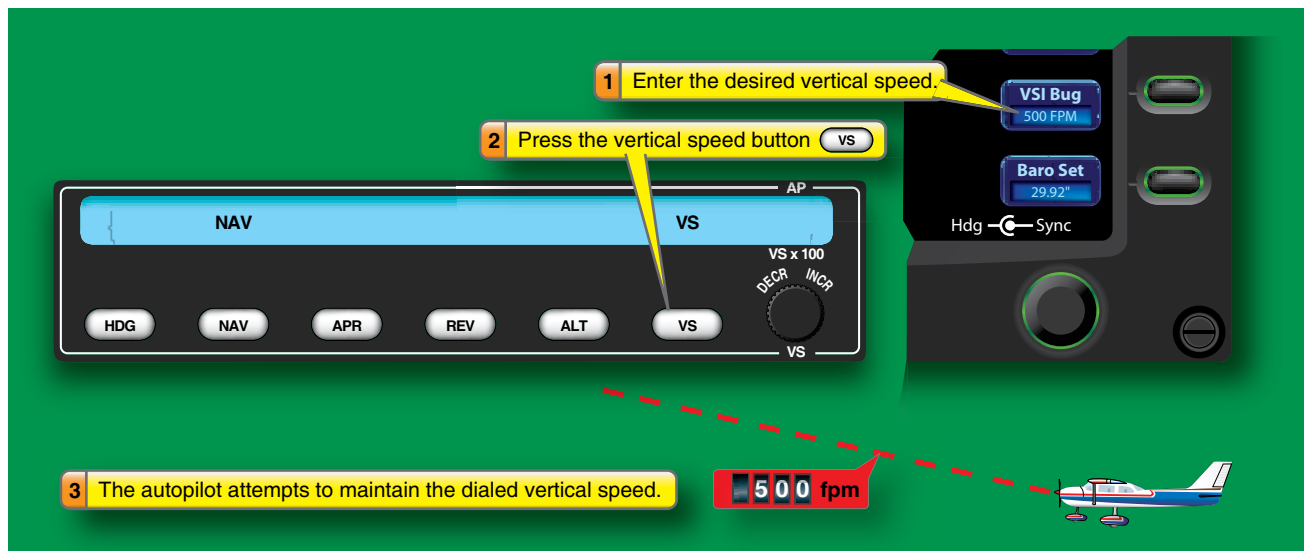 1 Enter the desired vertical speed.
2 Press the vertical speed button VS
VSI Bug
500 FPM
Baro Set
29.92"
Hdg Sync
AP
NAV VS
VS x 100
DECR INCR
HDG NAV APR REV ALT VS
VS
3 The autopilot attempts to maintain the dialed vertical speed.
500 fpm